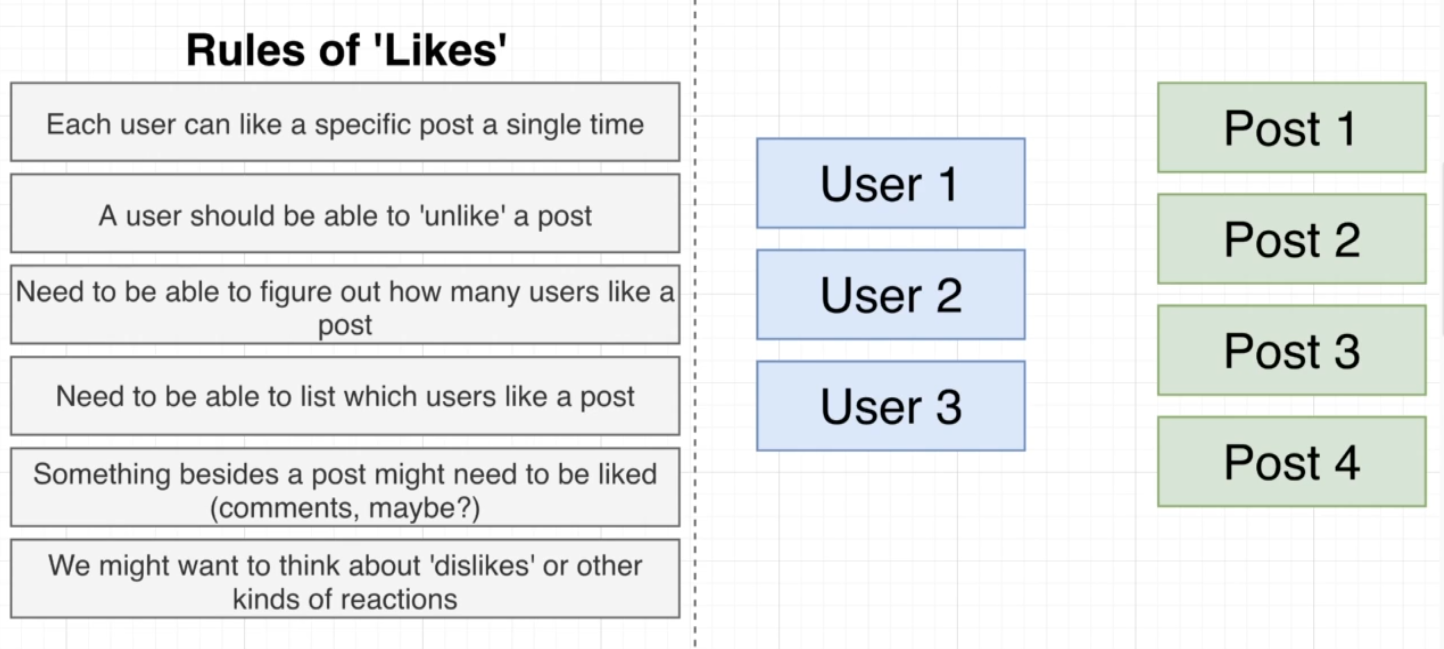 Rules of 'Likes'
Each user can like a specific post a single time
A user should be able to 'unlike' a post
Need to be able to figure out how many users like a
post
Need to be able to list which users like a post
Something besides a post might need to be liked
(comments, maybe?)
We might want to think about 'dislikes' or other
kinds of reactions
User 1
User 2
User 3
Post 1
Post 2
Post 3
Post 4